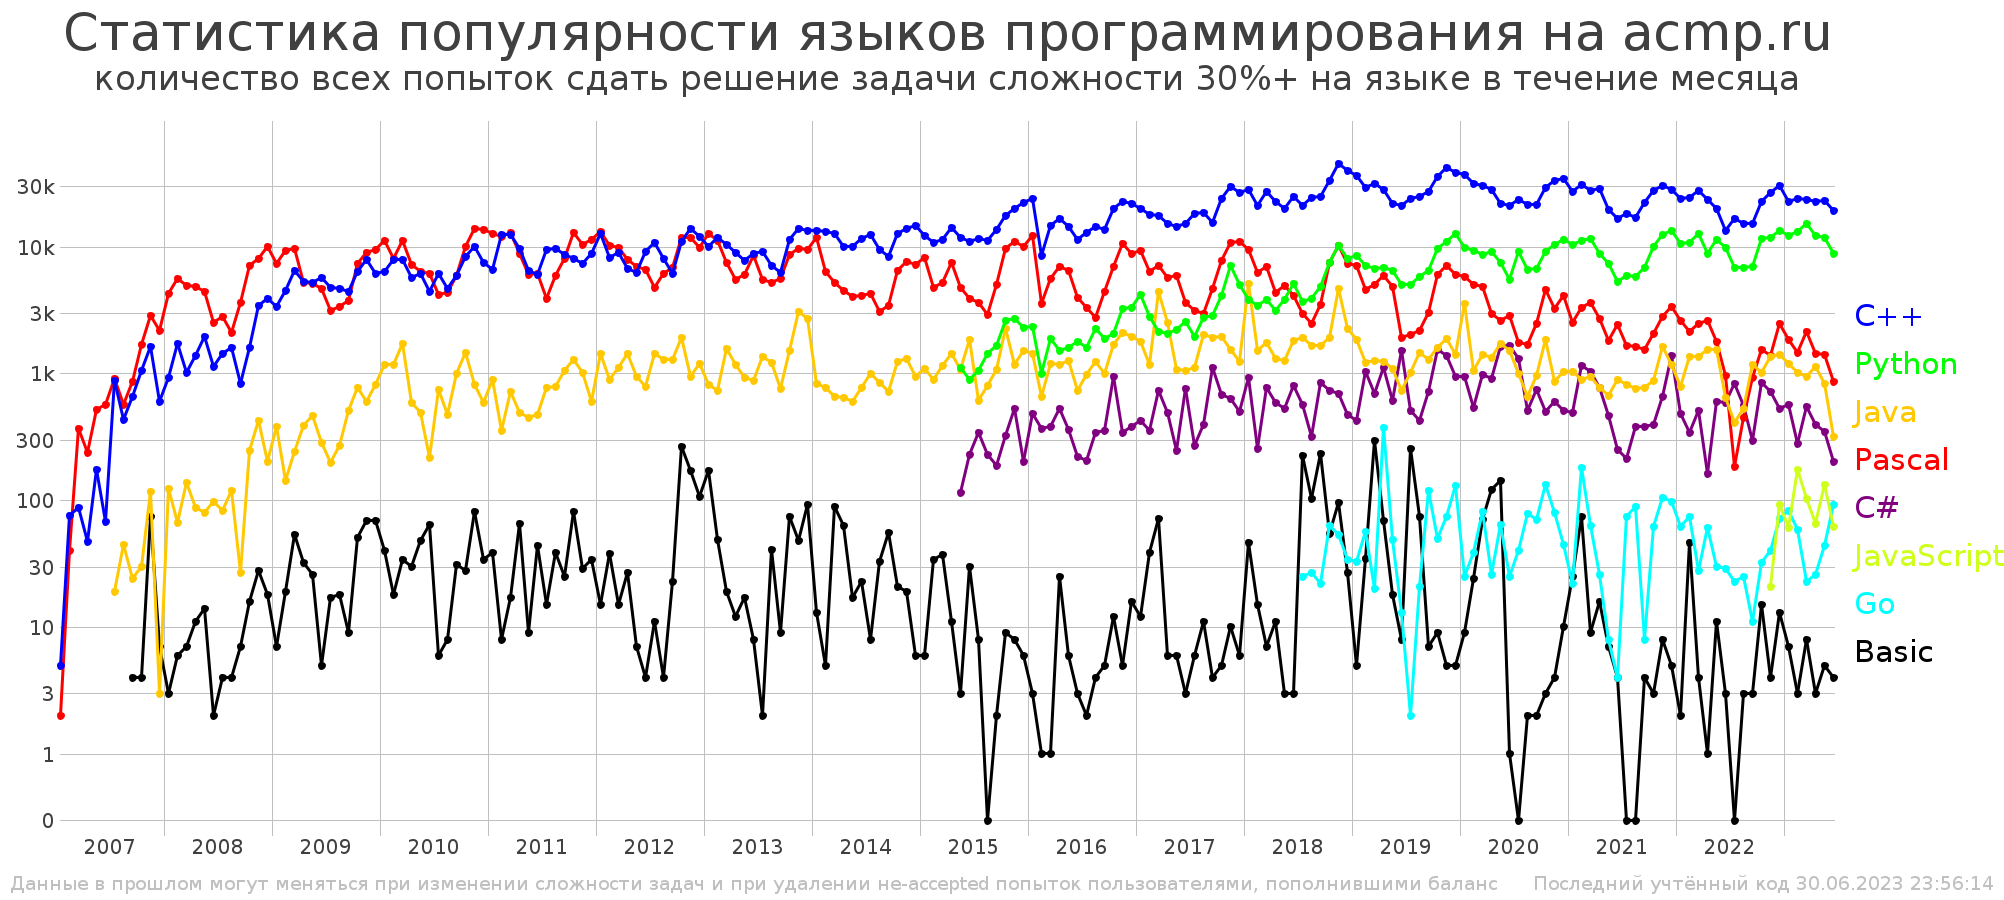 Статистика популярности языков программирования на acmp.ru
количество всех попыток сдать решение задачи сложности 30%+ на языке в течение месяца
30k
10k
3k
1k
300
100
30
10
3
1
0
C++
Python
Java
Pascal
C#
JavaScript
Go
Basic
2007 2008 2009 2010 2011 2012 2013 2014 2015 2016 2017 2018 2019 2020 2021 2022
Данные в прошлом могут меняться при изменении сложности задач и при удалении не-accepted попыток пользователями, пополнившими баланс Последний учтённый код 30.06.2023 23:56:14